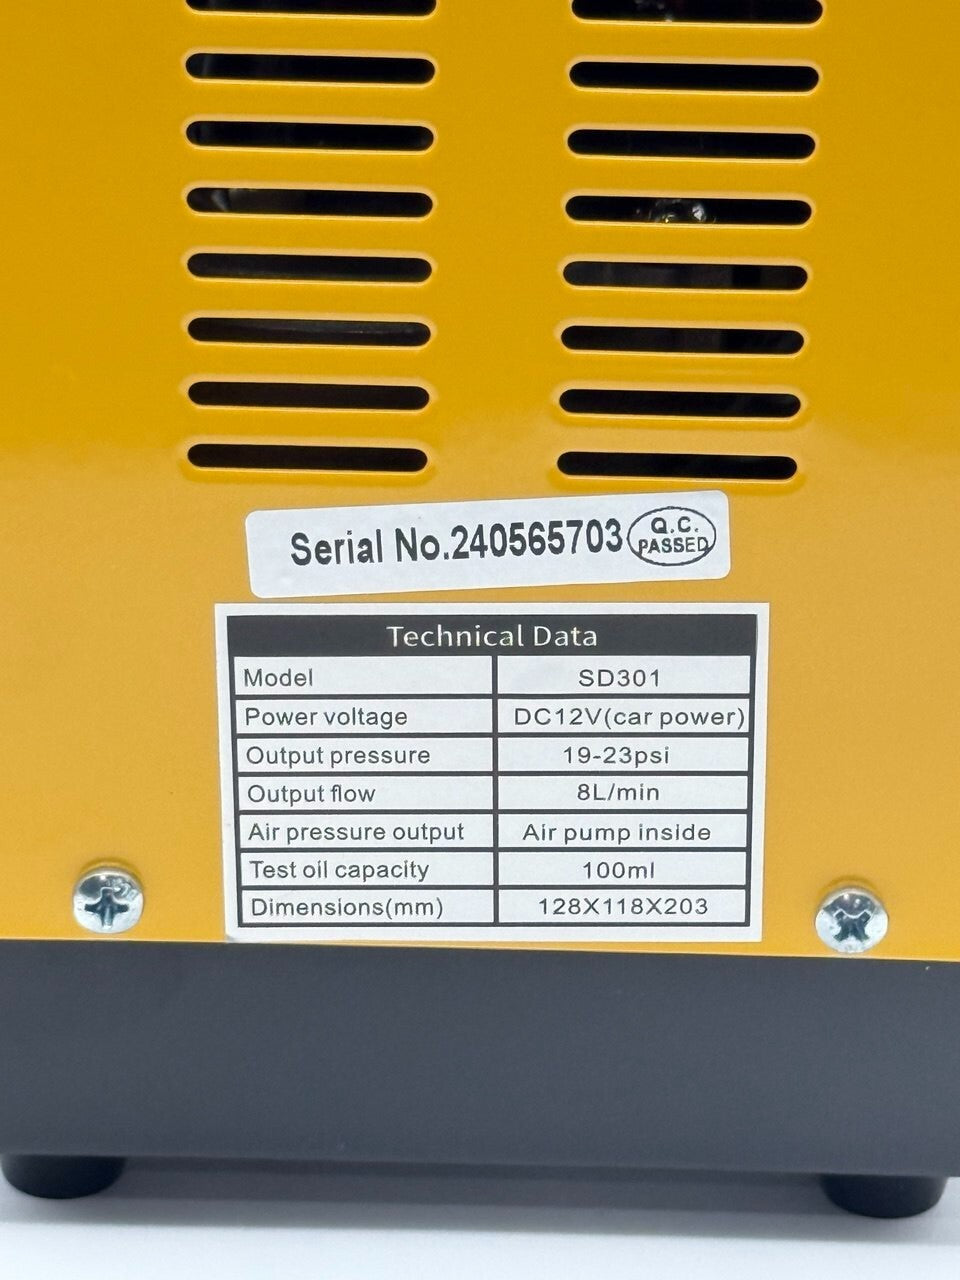 Serial No.240565703 Q.C.
PASSED
Technical Data
Model SD301
Power voltage DC12V(car power)
Output pressure 19-23psi
Output flow 8L/min
Air pressure output Air pump inside
Test oil capacity 100ml
Dimensions(mm) 128X118X203